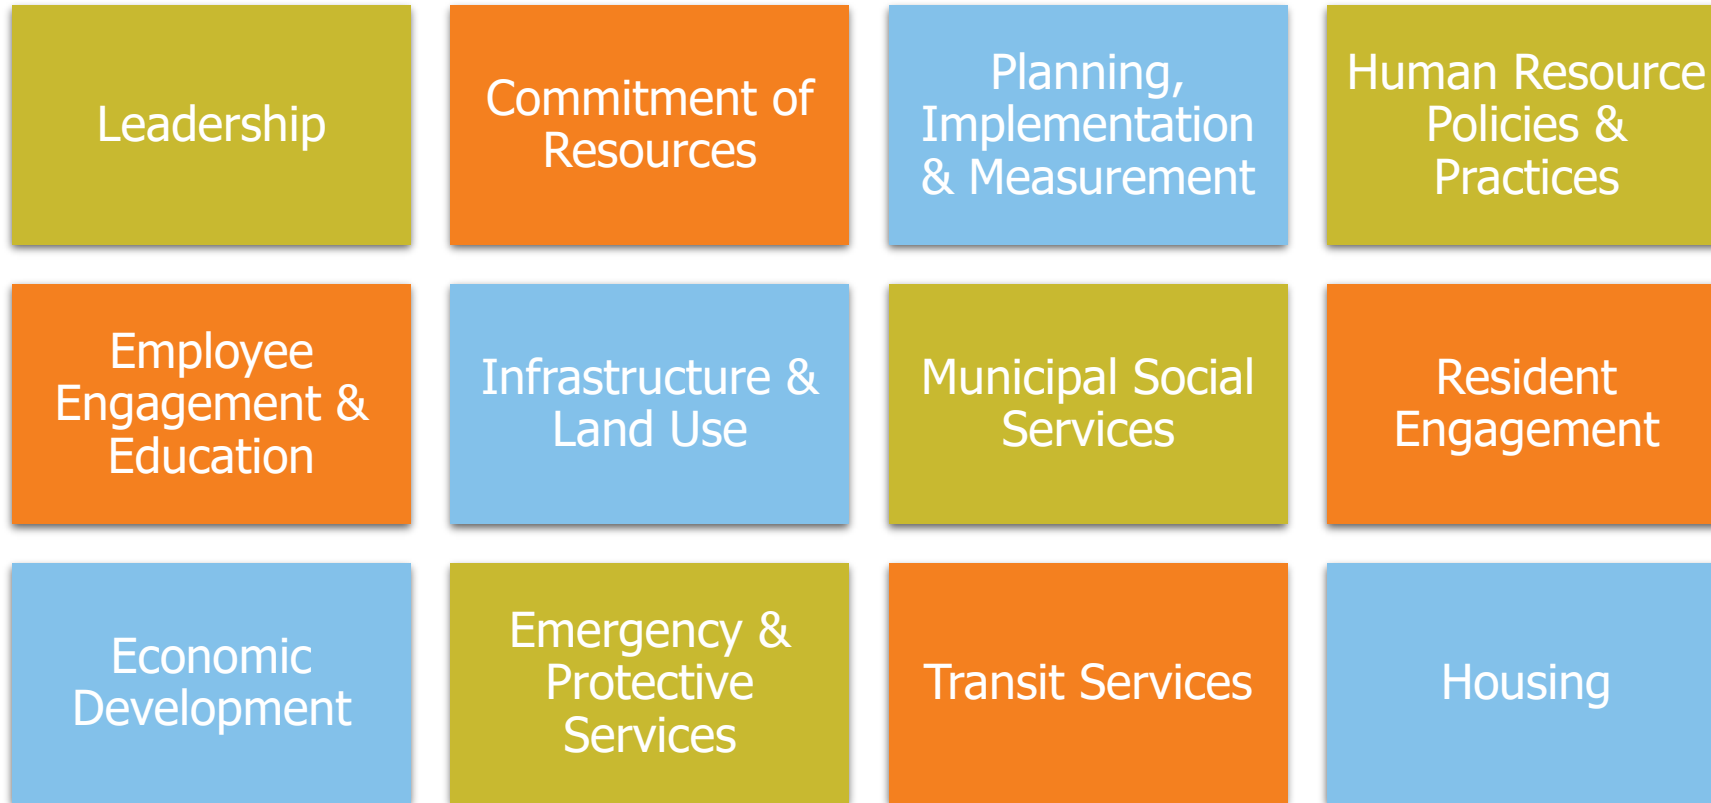 Leadership
Commitment of
Resources
Planning,
Implementation
& Measurement
Human Resource
Policies &
Practices
Employee
Engagement &
Education
Infrastructure &
Land Use
Municipal Social
Services
Resident
Engagement
Economic
Development
Emergency &
Protective
Services
Transit Services
Housing